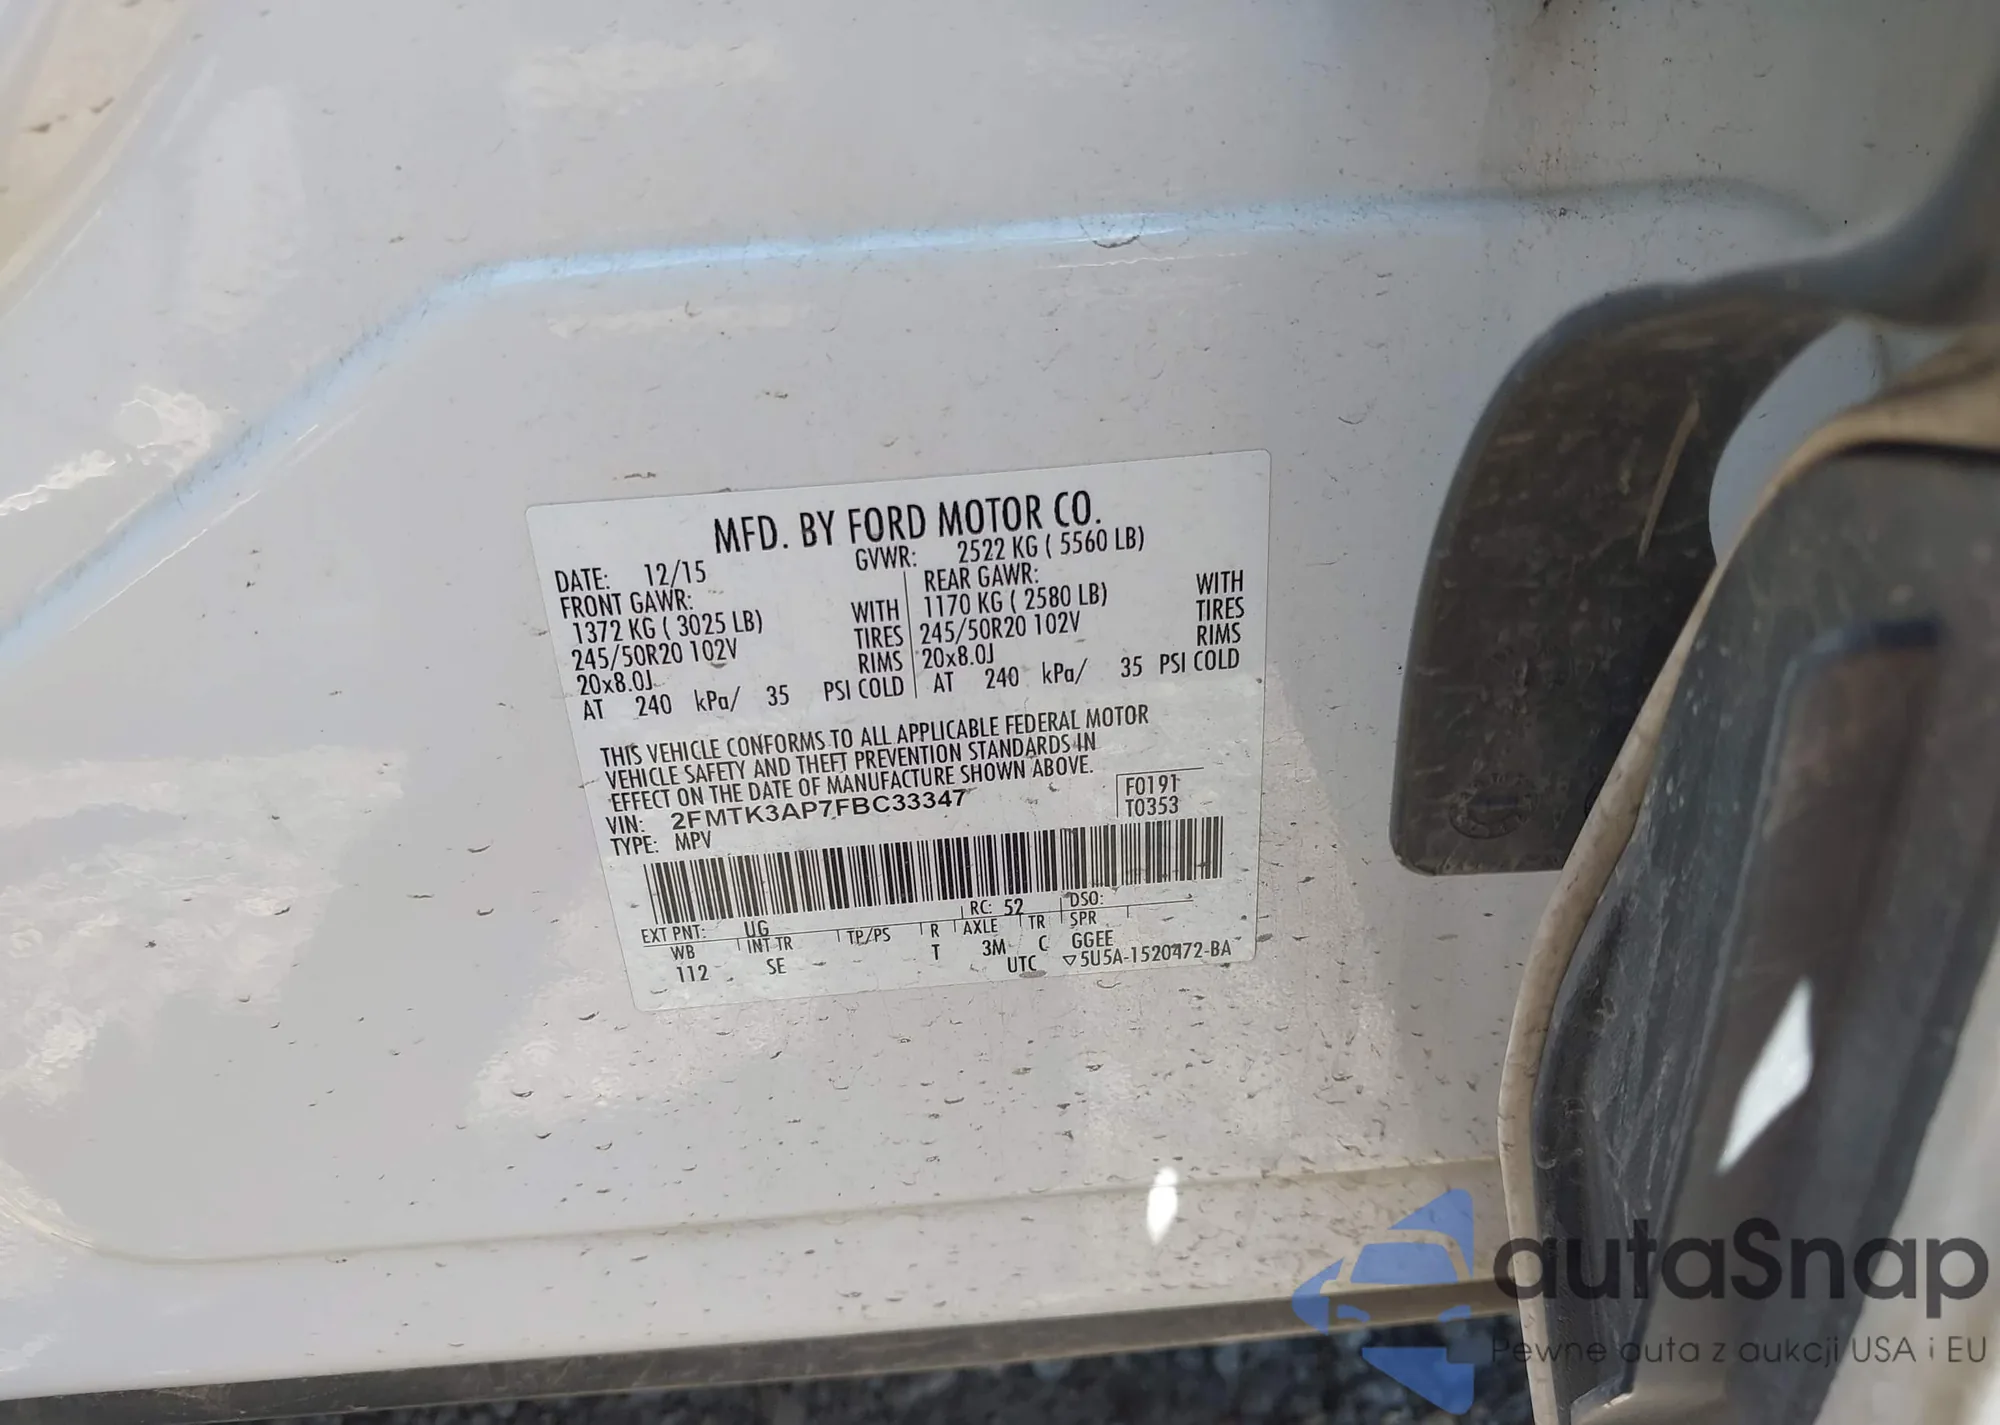 MFD. BY FORD MOTOR CO.
DATE: 12/15 GVWR: 2522 KG ( 5560 LB)
FRONT GAWR: REAR GAWR:
1372 KG ( 3025 LB) WITH 1170 KG ( 2580 LB) WITH
245/50R20 102V TIRES 245/50R20 102V TIRES
20x8.0J RIMS 20x8.0J RIMS
AT 240 kPa/ 35 PSI COLD AT 240 kPa/ 35 PSI COLD
THIS VEHICLE CONFORMS TO ALL APPLICABLE FEDERAL MOTOR
VEHICLE SAFETY AND THEFT PREVENTION STANDARDS IN
EFFECT ON THE DATE OF MANUFACTURE SHOWN ABOVE.
VIN: 2FMTK3AP7FBC33347 F0191
TYPE: MPV T0353
EXT PNT: UG RC: 52 DSO:
WB INT TR TP/PS R AXLE TR SPR
112 SE T 3M C GGEE
UTC ▽5U5A-1520472-BA
autaSnap
Pewne auta z aukcji USA i EU